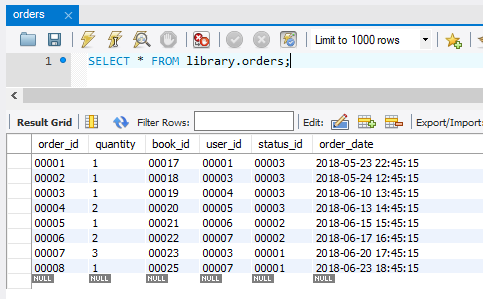 orders
Limit to 1000 rows
1 SELECT * FROM library.orders;
Result Grid Filter Rows: Edit: Export/Import:
order_id quantity book_id user_id status_id order_date
00001 1 00017 00001 00003 2018-05-23 22:45:15
00002 1 00018 00003 00003 2018-05-24 12:45:15
00003 1 00019 00004 00003 2018-06-10 13:45:15
00004 2 00020 00005 00003 2018-06-13 14:45:15
00005 1 00021 00006 00002 2018-06-15 15:45:15
00006 2 00022 00007 00002 2018-06-17 16:45:15
00007 3 00023 00003 00001 2018-06-20 17:45:15
00008 1 00025 00007 00001 2018-06-23 18:45:15
NULL NULL NULL NULL NULL NULL